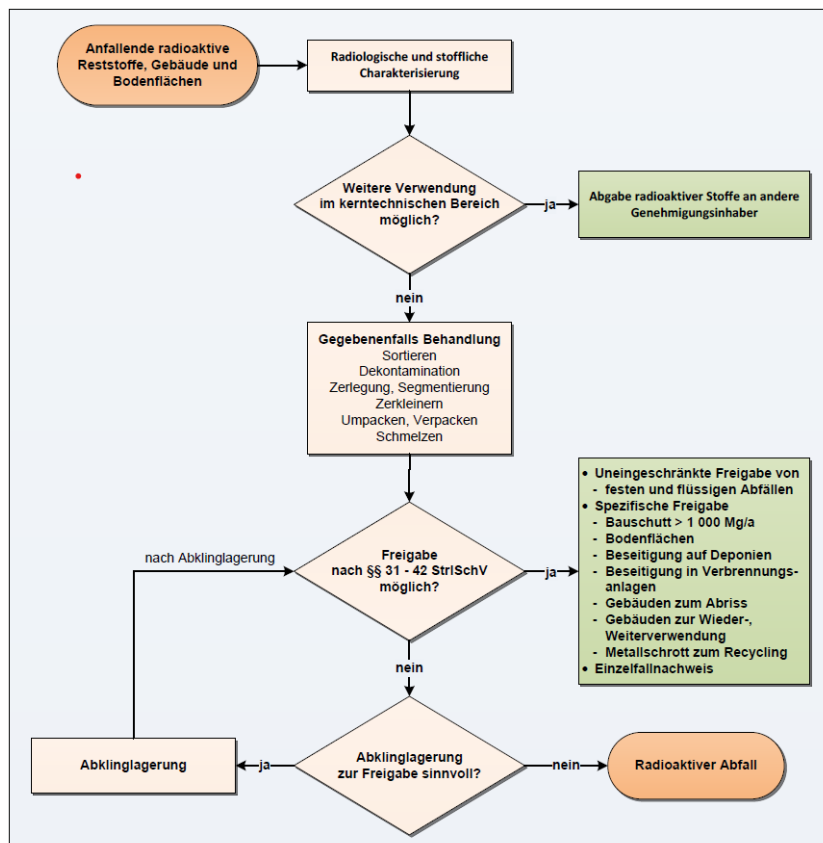 Anfallende radioaktive
Reststoffe, Gebäude und
Bodenflächen
Radiologische und stoffliche
Charakterisierung
Weitere Verwendung
im kerntechnischen Bereich
möglich?
ja
Abgabe radioaktiver Stoffe an andere
Genehmigungsinhaber
nein
Gegebenenfalls Behandlung
Sortieren
Dekontamination
Zerlegung, Segmentierung
Zerkleinern
Umpacken, Verpacken
Schmelzen
nach Abklinglagerung
Freigabe
nach §§ 31 - 42 StrlSchV
möglich?
ja
• Uneingeschränkte Freigabe von
- festen und flüssigen Abfällen
• Spezifische Freigabe
- Bauschutt > 1 000 Mg/a
- Bodenflächen
- Beseitigung auf Deponien
- Beseitigung in Verbrennungs-
anlagen
- Gebäuden zum Abriss
- Gebäuden zur Wieder-,
Weiterverwendung
- Metallschrott zum Recycling
• Einzelfallnachweis
nein
Abklinglagerung
ja
Abklinglagerung
zur Freigabe sinnvoll?
nein
Radioaktiver Abfall